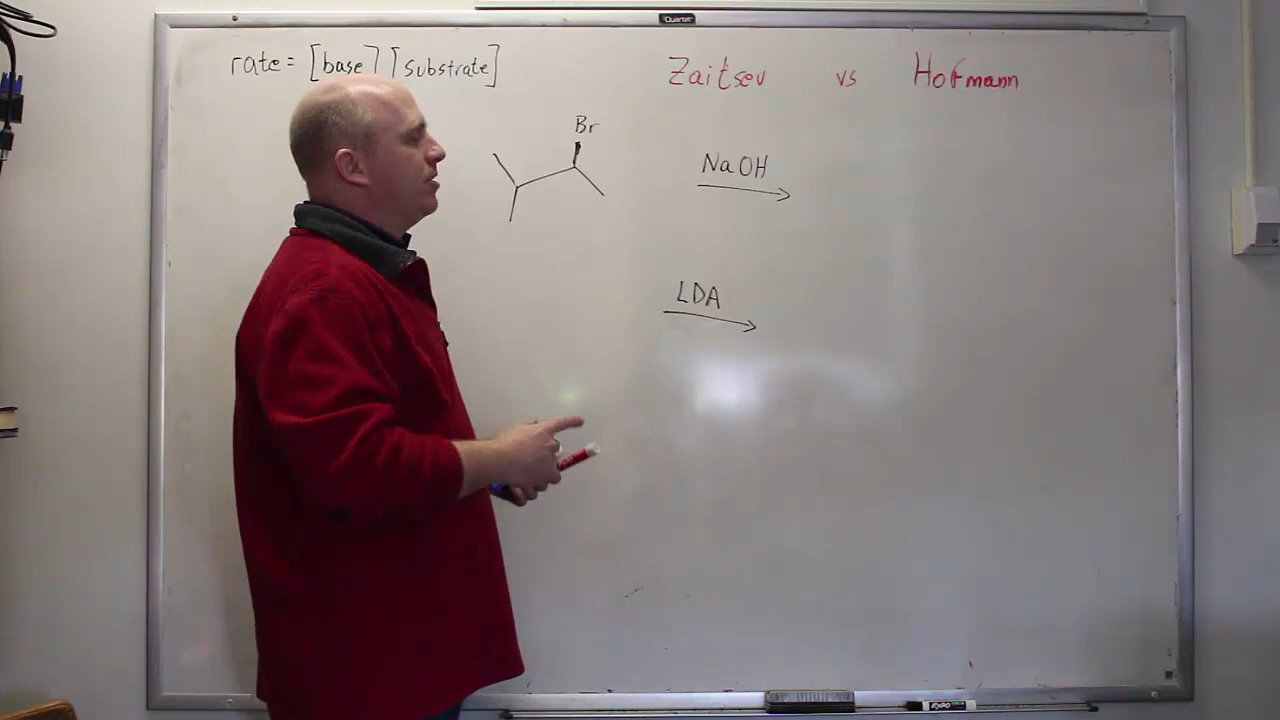 Quartet
rate = [base] [substrate]
Zaitsev vs Hofmann
Br
NaOH
LDA
EXPO